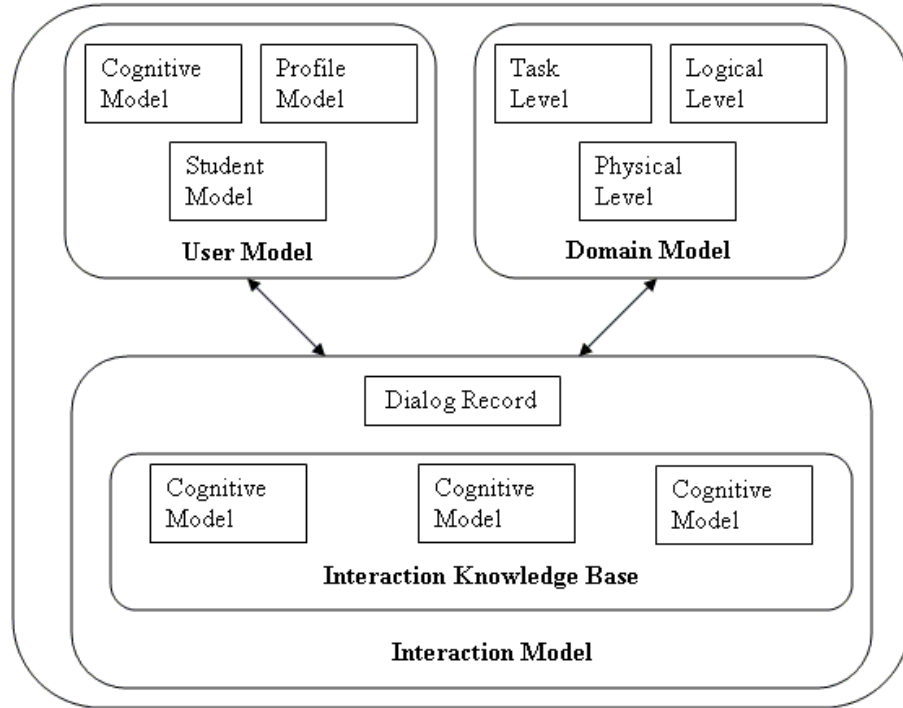 Cognitive
Model
Profile
Model
Student
Model
User Model
Task
Level
Logical
Level
Physical
Level
Domain Model
Dialog Record
Cognitive
Model
Cognitive
Model
Cognitive
Model
Interaction Knowledge Base
Interaction Model